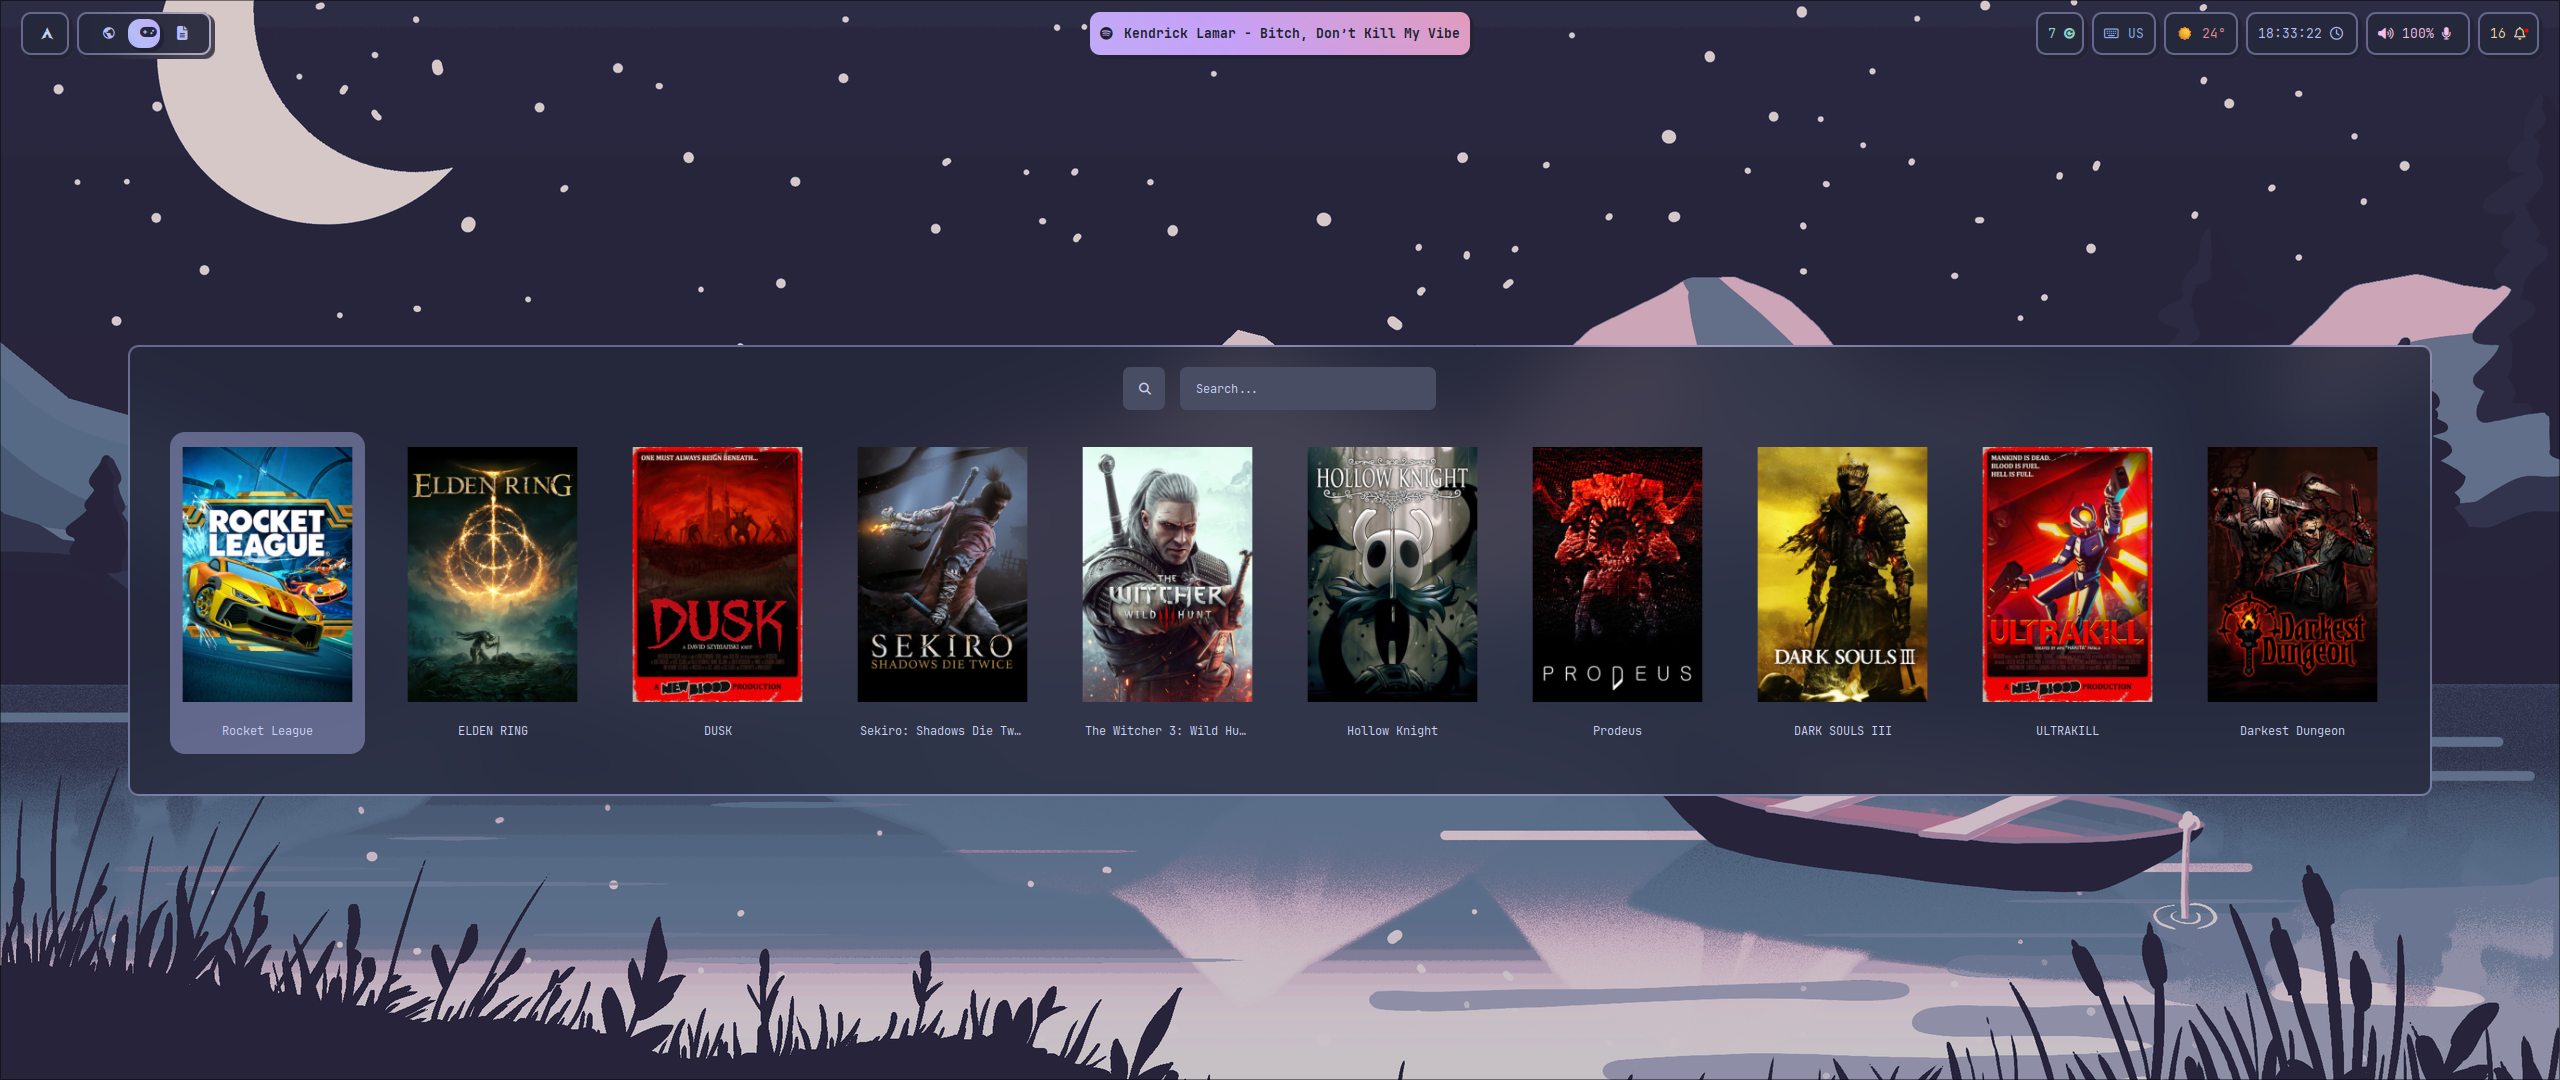 Kendrick Lamar - Bitch, Don't Kill My Vibe
7
US
24°
18:33:22
100%
16
Search...
ROCKET
LEAGUE
ELDEN RING
ONE MUST ALWAYS REIGN BENEATH...
DUSK
A DAVID SZYMANSKI JOINT
A NEW BLOOD PRODUCTION
SEKIRO
SHADOWS DIE TWICE
THE
WITCHER
WILD HUNT
HOLLOW KNIGHT
PRODEUS
DARK SOULS III
MANKIND IS DEAD.
BLOOD IS FUEL.
HELL IS FULL.
ULTRAKILL
A NEW BLOOD PRODUCTION
Darkest
Dungeon
Rocket League
ELDEN RING
DUSK
Sekiro: Shadows Die Tw…
The Witcher 3: Wild Hu…
Hollow Knight
Prodeus
DARK SOULS III
ULTRAKILL
Darkest Dungeon